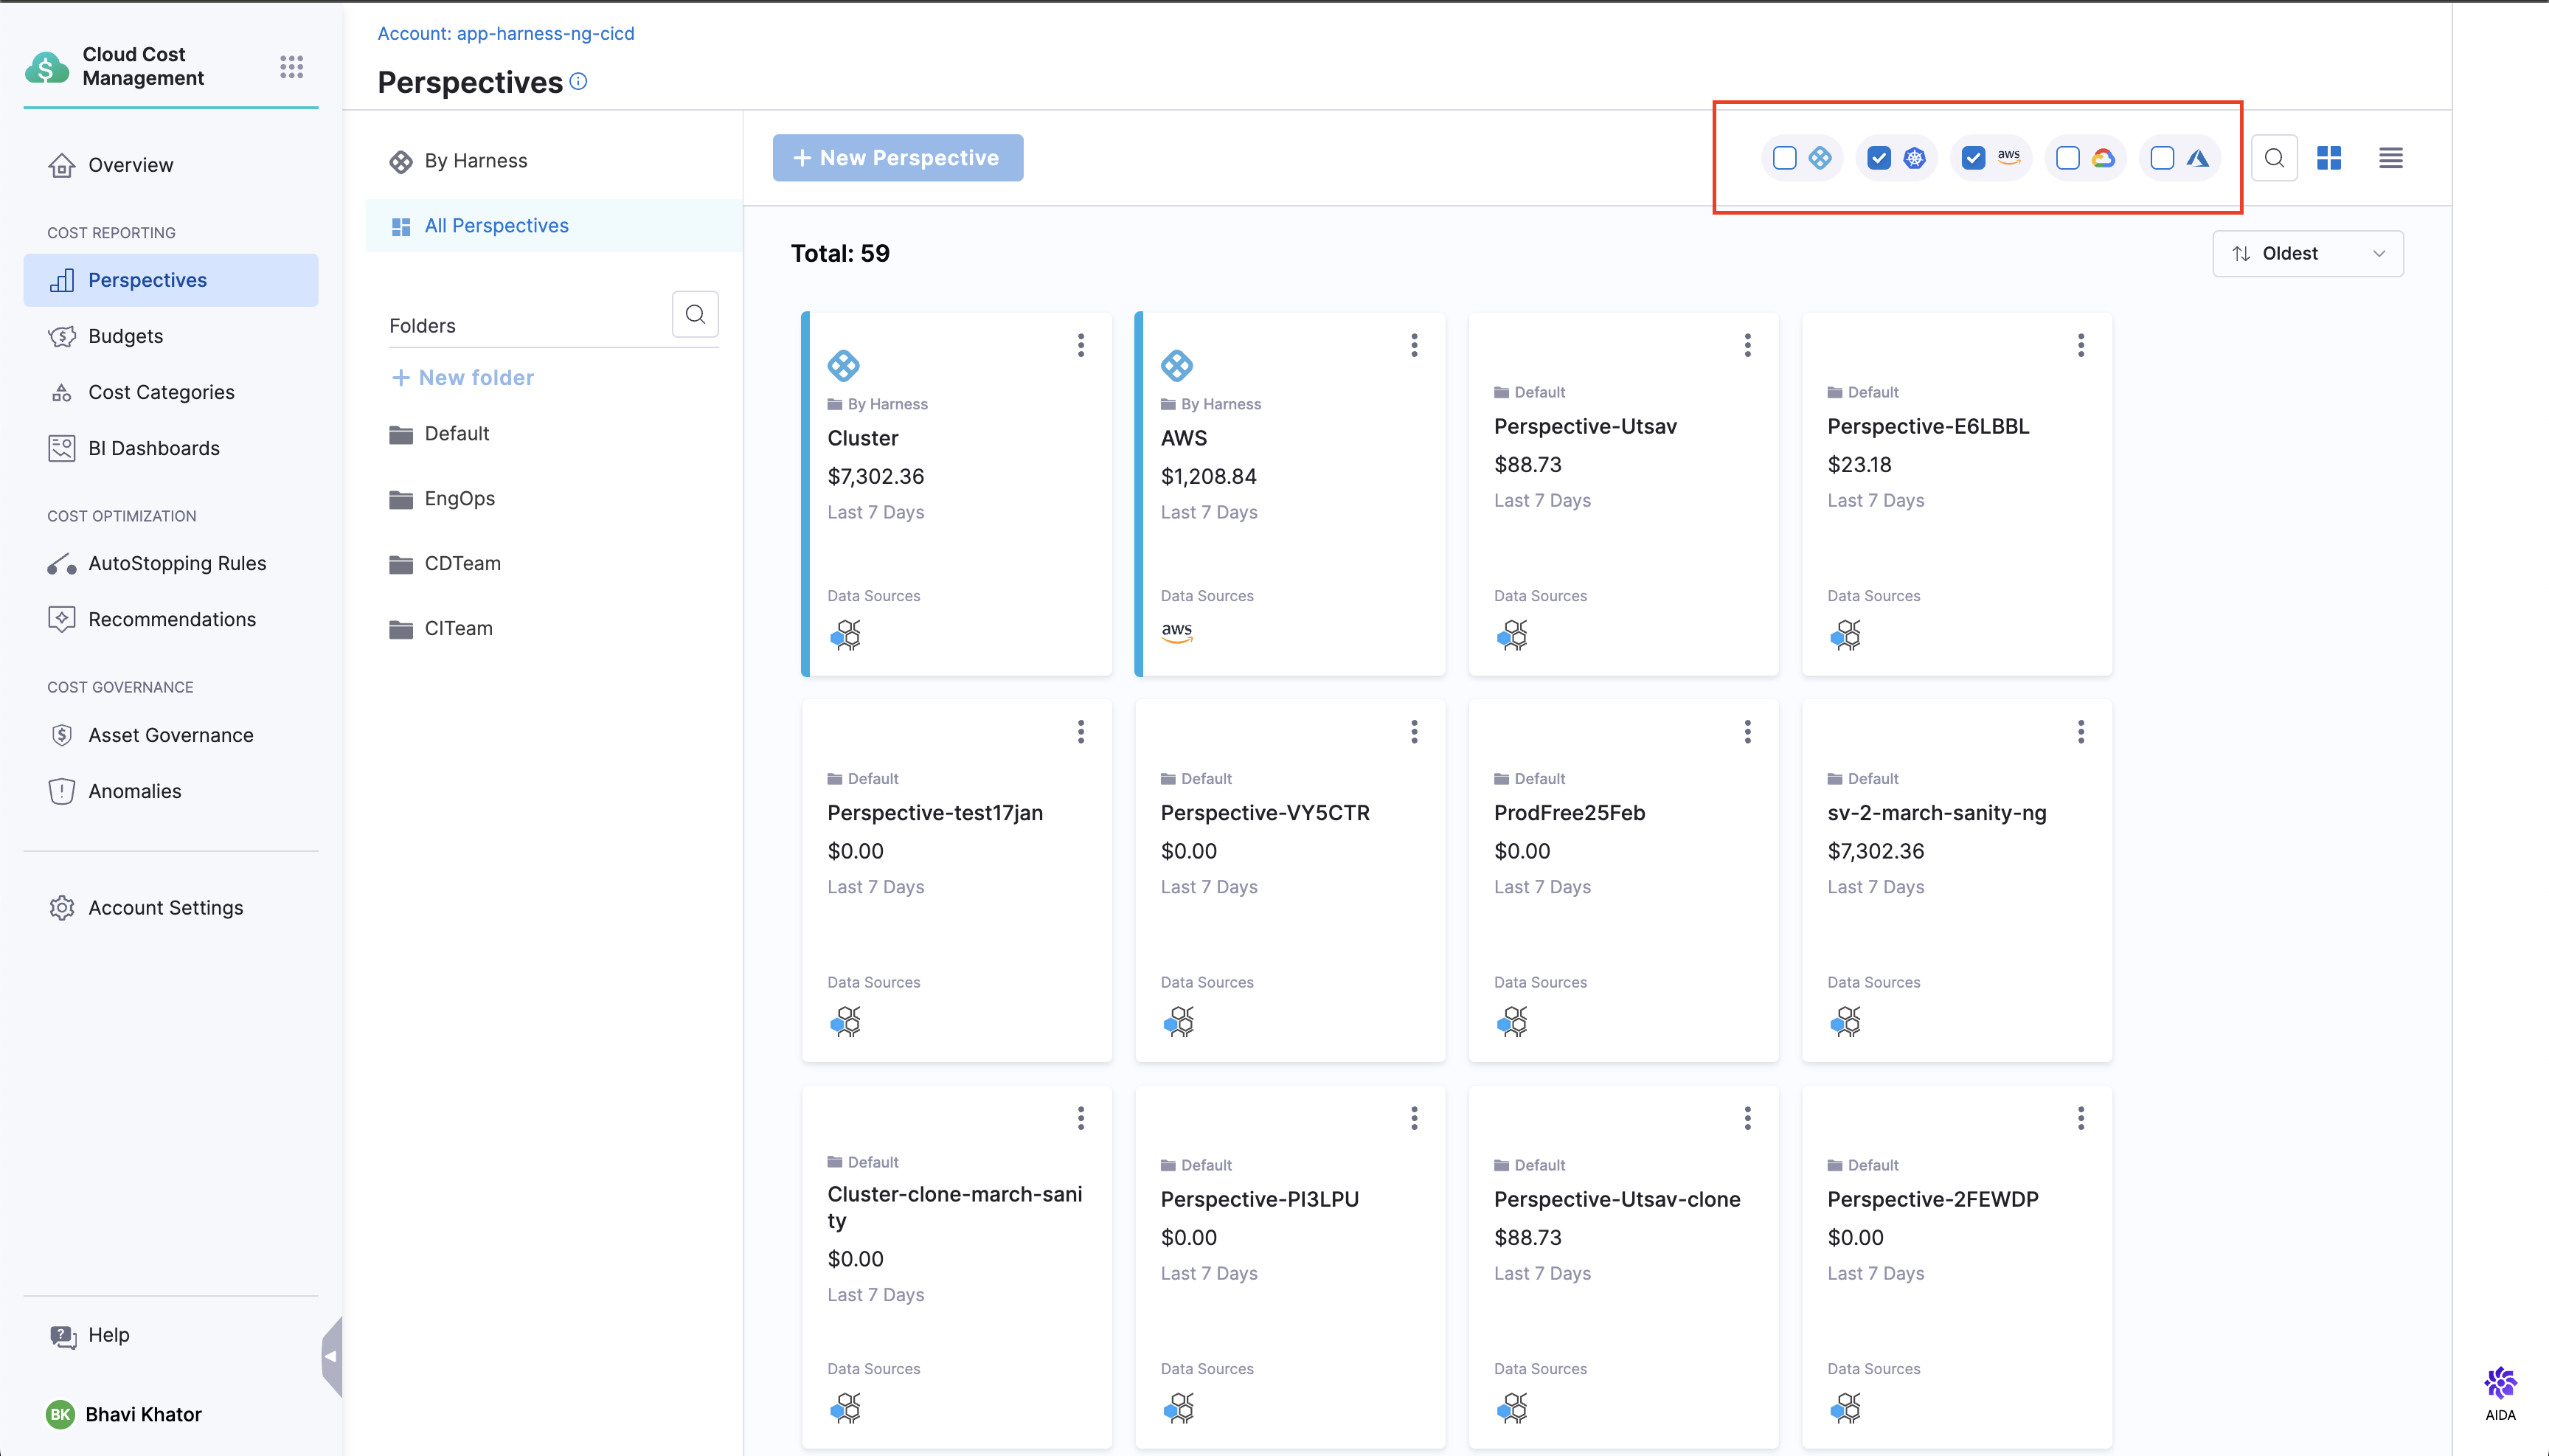 Cloud Cost
Management
Overview
COST REPORTING
Perspectives
Budgets
Cost Categories
BI Dashboards
COST OPTIMIZATION
AutoStopping Rules
Recommendations
COST GOVERNANCE
Asset Governance
Anomalies
Account Settings
Help
BK Bhavi Khator
Account: app-harness-ng-cicd
Perspectives
By Harness
All Perspectives
Folders
+ New folder
Default
EngOps
CDTeam
CITeam
+ New Perspective
aws
Total: 59
Oldest
By Harness
Cluster
$7,302.36
Last 7 Days
Data Sources
By Harness
AWS
$1,208.84
Last 7 Days
Data Sources
aws
Default
Perspective-Utsav
$88.73
Last 7 Days
Data Sources
Default
Perspective-E6LBBL
$23.18
Last 7 Days
Data Sources
Default
Perspective-test17jan
$0.00
Last 7 Days
Data Sources
Default
Perspective-VY5CTR
$0.00
Last 7 Days
Data Sources
Default
ProdFree25Feb
$0.00
Last 7 Days
Data Sources
Default
sv-2-march-sanity-ng
$7,302.36
Last 7 Days
Data Sources
Default
Cluster-clone-march-sani
ty
$0.00
Last 7 Days
Data Sources
Default
Perspective-PI3LPU
$0.00
Last 7 Days
Data Sources
Default
Perspective-Utsav-clone
$88.73
Last 7 Days
Data Sources
Default
Perspective-2FEWDP
$0.00
Last 7 Days
Data Sources
AIDA